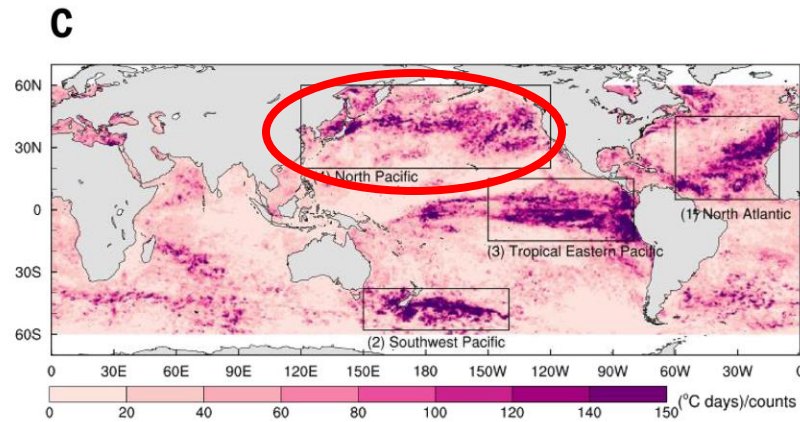 C
60N
30N
North Pacific
0
(1) North Atlantic
(3) Tropical Eastern Pacific
30S
60S
(2) Southwest Pacific
0 30E 60E 90E 120E 150E 180 150W 120W 90W 60W 30W 0
0 20 40 60 80 100 120 140 150 (°C days)/counts